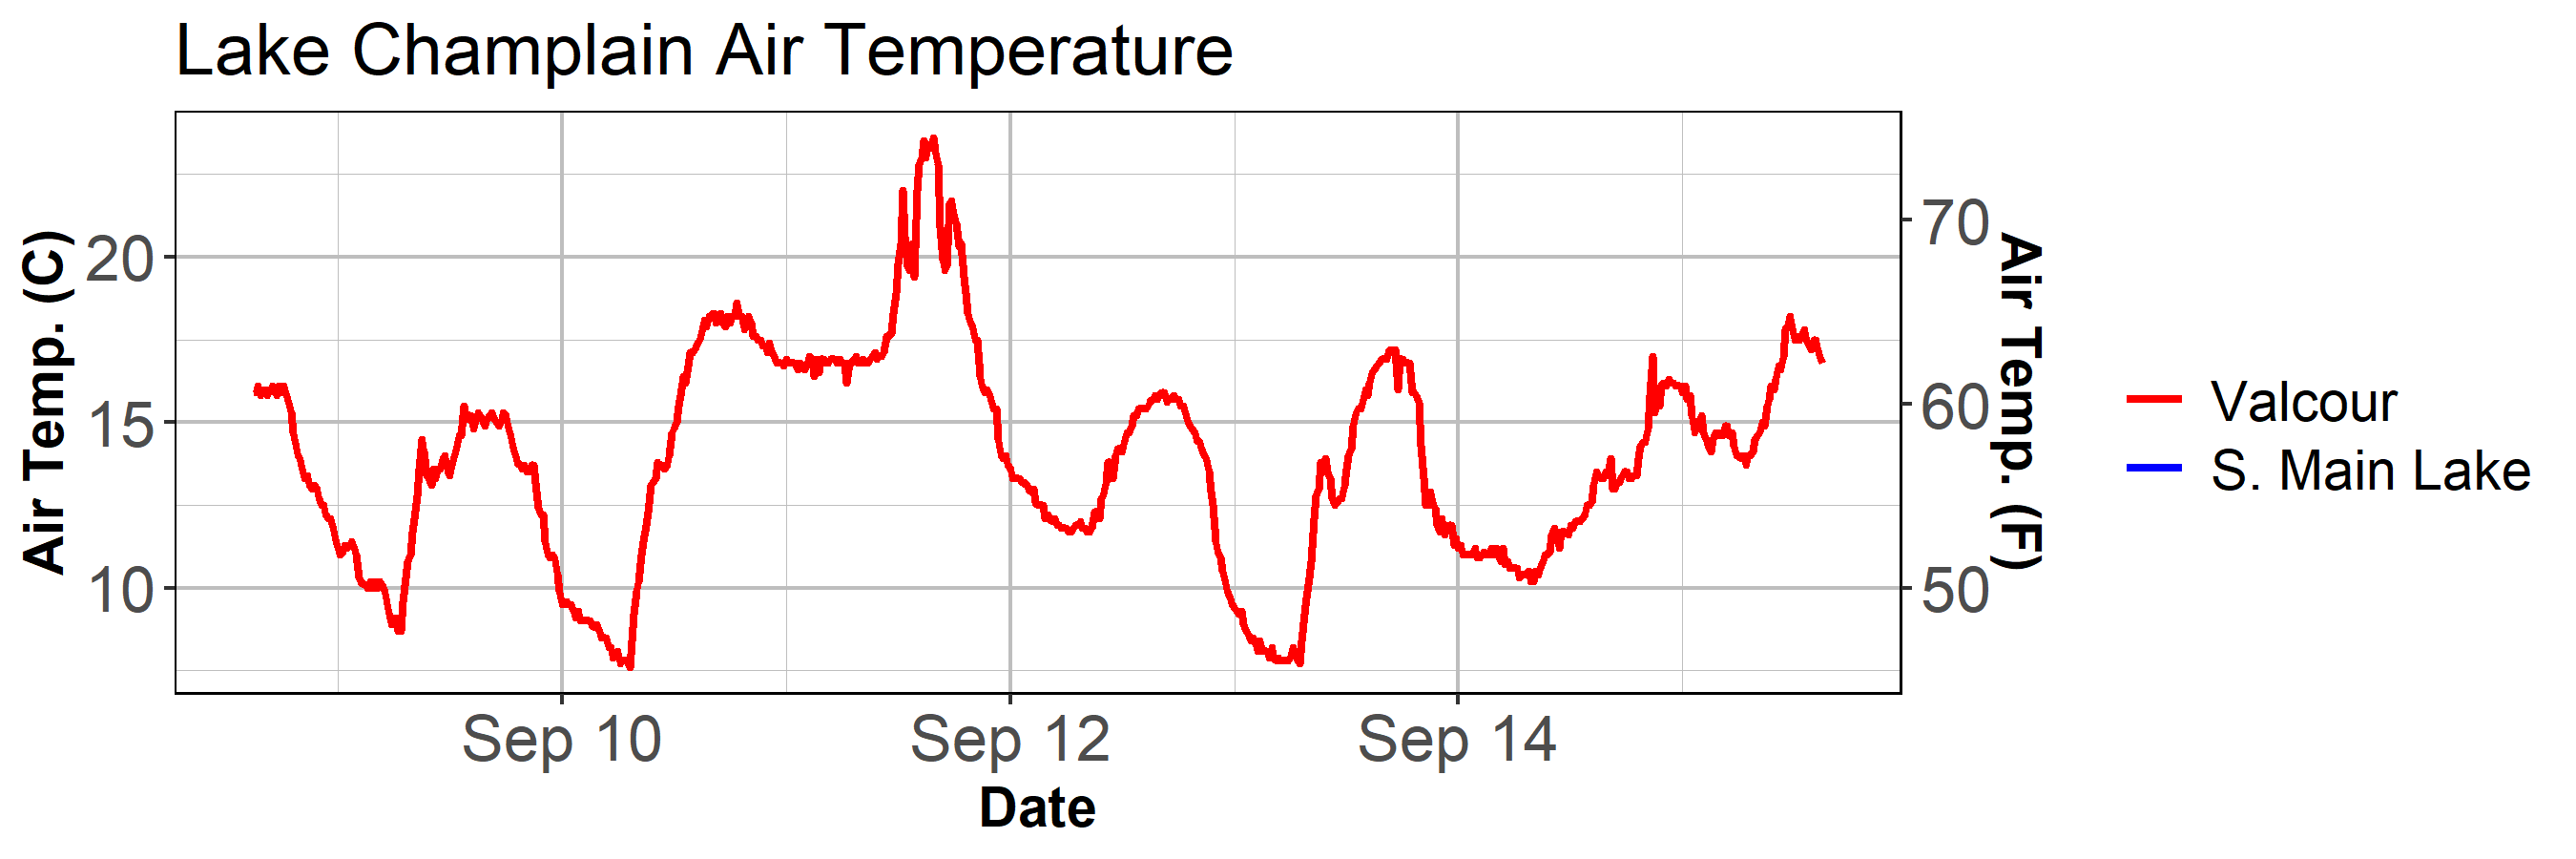 Lake Champlain Air Temperature
Air Temp. (C)
20
15
10
70
60
50
Air Temp. (F)
Sep 10
Sep 12
Sep 14
Date
Valcour
S. Main Lake